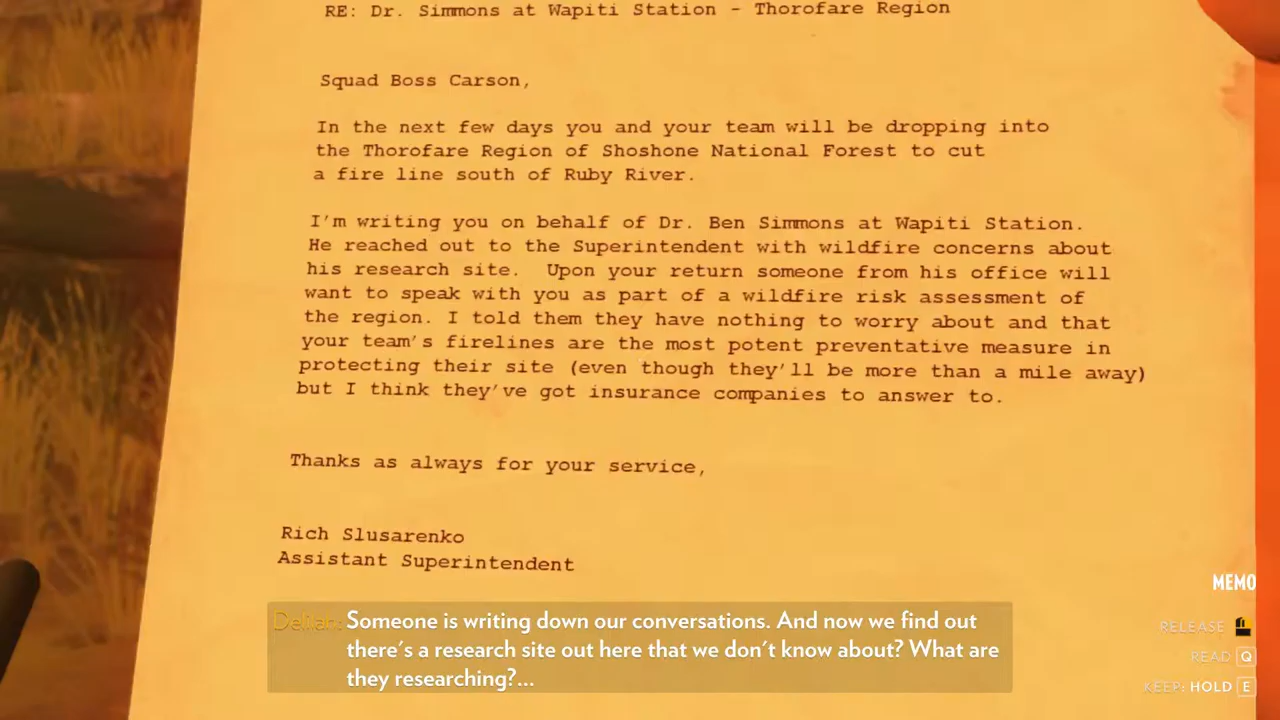 RE: Dr. Simmons at Wapiti Station - Thorofare Region
Squad Boss Carson,
In the next few days you and your team will be dropping into
the Thorofare Region of Shoshone National Forest to cut
a fire line south of Ruby River.
I'm writing you on behalf of Dr. Ben Simmons at Wapiti Station.
He reached out to the Superintendent with wildfire concerns about
his research site.  Upon your return someone from his office will
want to speak with you as part of a wildfire risk assessment of
the region. I told them they have nothing to worry about and that
your team's firelines are the most potent preventative measure in
protecting their site (even though they'll be more than a mile away)
but I think they've got insurance companies to answer to.
Thanks as always for your service,
Rich Slusarenko
Assistant Superintendent
MEMO
RELEASE
READ Q
KEEP: HOLD E
Delilah: Someone is writing down our conversations. And now we find out
there's a research site out here that we don't know about? What are
they researching?...